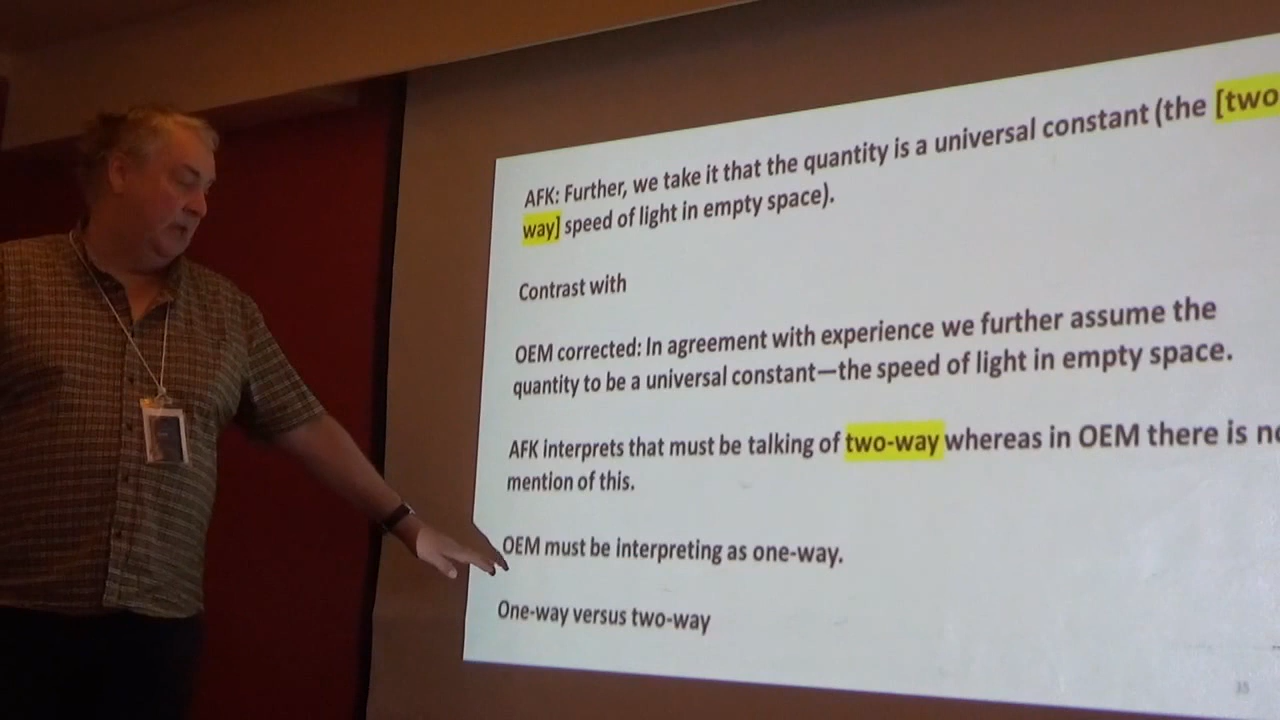 AFK: Further, we take it that the quantity is a universal constant (the [two
way] speed of light in empty space).
Contrast with
OEM corrected: In agreement with experience we further assume the
quantity to be a universal constant—the speed of light in empty space.
AFK interprets that must be talking of two-way whereas in OEM there is no
mention of this.
OEM must be interpreting as one-way.
One-way versus two-way
35